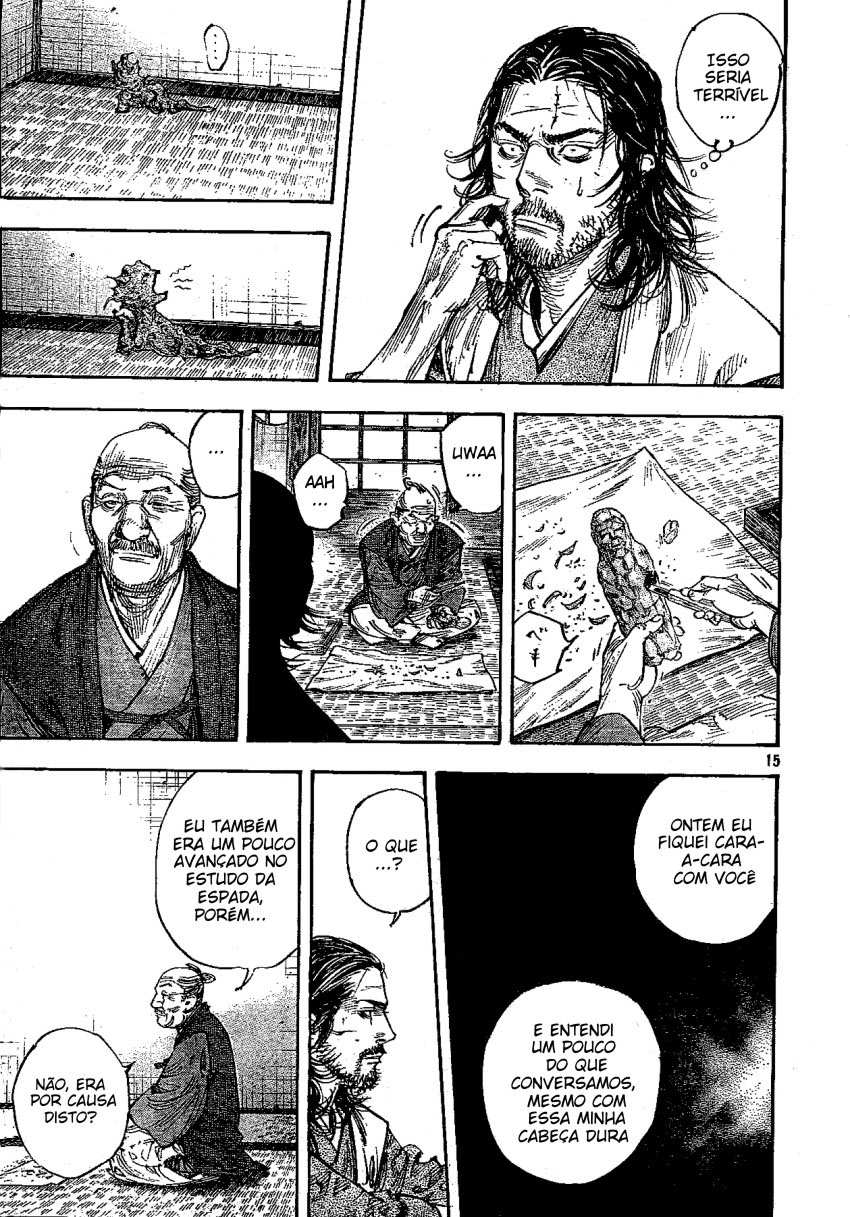 ISSO
SERIA
TERRÍVEL
...
...
UWAA
...
AAH
...
...
15
ONTEM EU
FIQUEI CARA-
A-CARA
COM VOCÊ
E ENTENDI
UM POUCO
DO QUE
CONVERSAMOS,
MESMO COM
ESSA MINHA
CABEÇA DURA
O QUE
...?
EU TAMBÉM
ERA UM POUCO
AVANÇADO NO
ESTUDO DA
ESPADA,
PORÉM...
NÃO, ERA
POR CAUSA
DISTO?